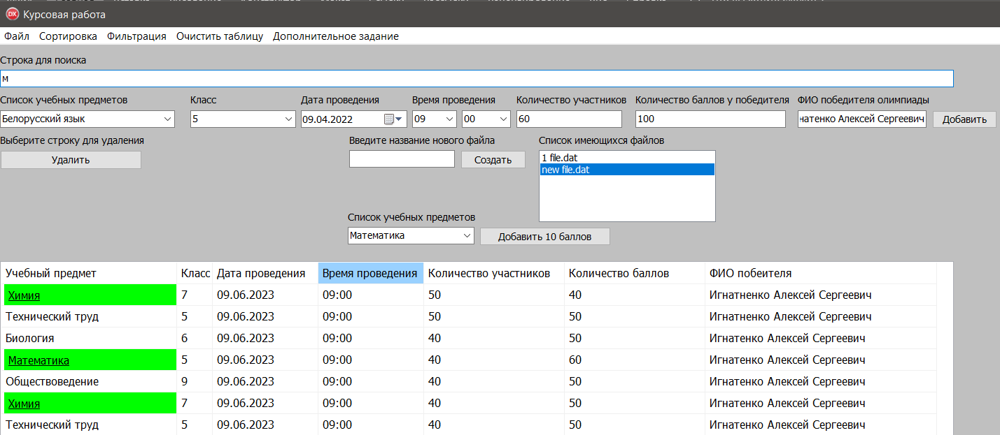 Курсовая работа
Файл Сортировка Фильтрация Очистить таблицу Дополнительное задание
Строка для поиска
м
Список учебных предметов Класс Дата проведения Время проведения Количество участников Количество баллов у победителя ФИО победителя олимпиады
Белорусский язык 5 09.04.2022 09 00 60 100 натенко Алексей Сергеевич Добавить
Выберите строку для удаления Введите название нового файла Список имеющихся файлов
Удалить Создать 1 file.dat
new file.dat
Список учебных предметов
Математика Добавить 10 баллов
Учебный предмет Класс Дата проведения Время проведения Количество участников Количество баллов ФИО побеителя
Химия 7 09.06.2023 09:00 50 40 Игнатненко Алексей Сергеевич
Технический труд 5 09.06.2023 09:00 50 50 Игнатненко Алексей Сергеевич
Биология 6 09.06.2023 09:00 40 50 Игнатенко Алексей Сергеевич
Математика 5 09.06.2023 09:00 40 60 Игнатенко Алексей Сергеевич
Обществоведение 9 09.06.2023 09:00 40 50 Игнатенко Алексей Сергеевич
Химия 7 09.06.2023 09:00 40 50 Игнатенко Алексей Сергеевич
Технический труд 5 09.06.2023 09:00 40 50 Игнатенко Алексей Сергеевич